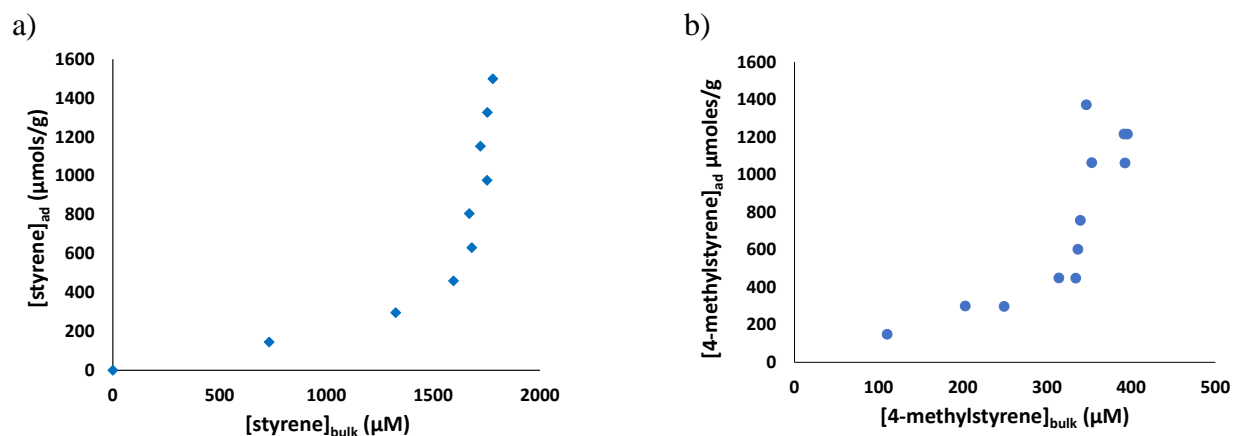 a)
1600
1400
1200
1000
800
600
400
200
0
[styrene]ad (µmols/g)
0 500 1000 1500 2000
[styrene]bulk (µM)
b)
1600
1400
1200
1000
800
600
400
200
0
[4-methylstyrene]ad µmoles/g
0 100 200 300 400 500
[4-methylstyrene]bulk (µM)